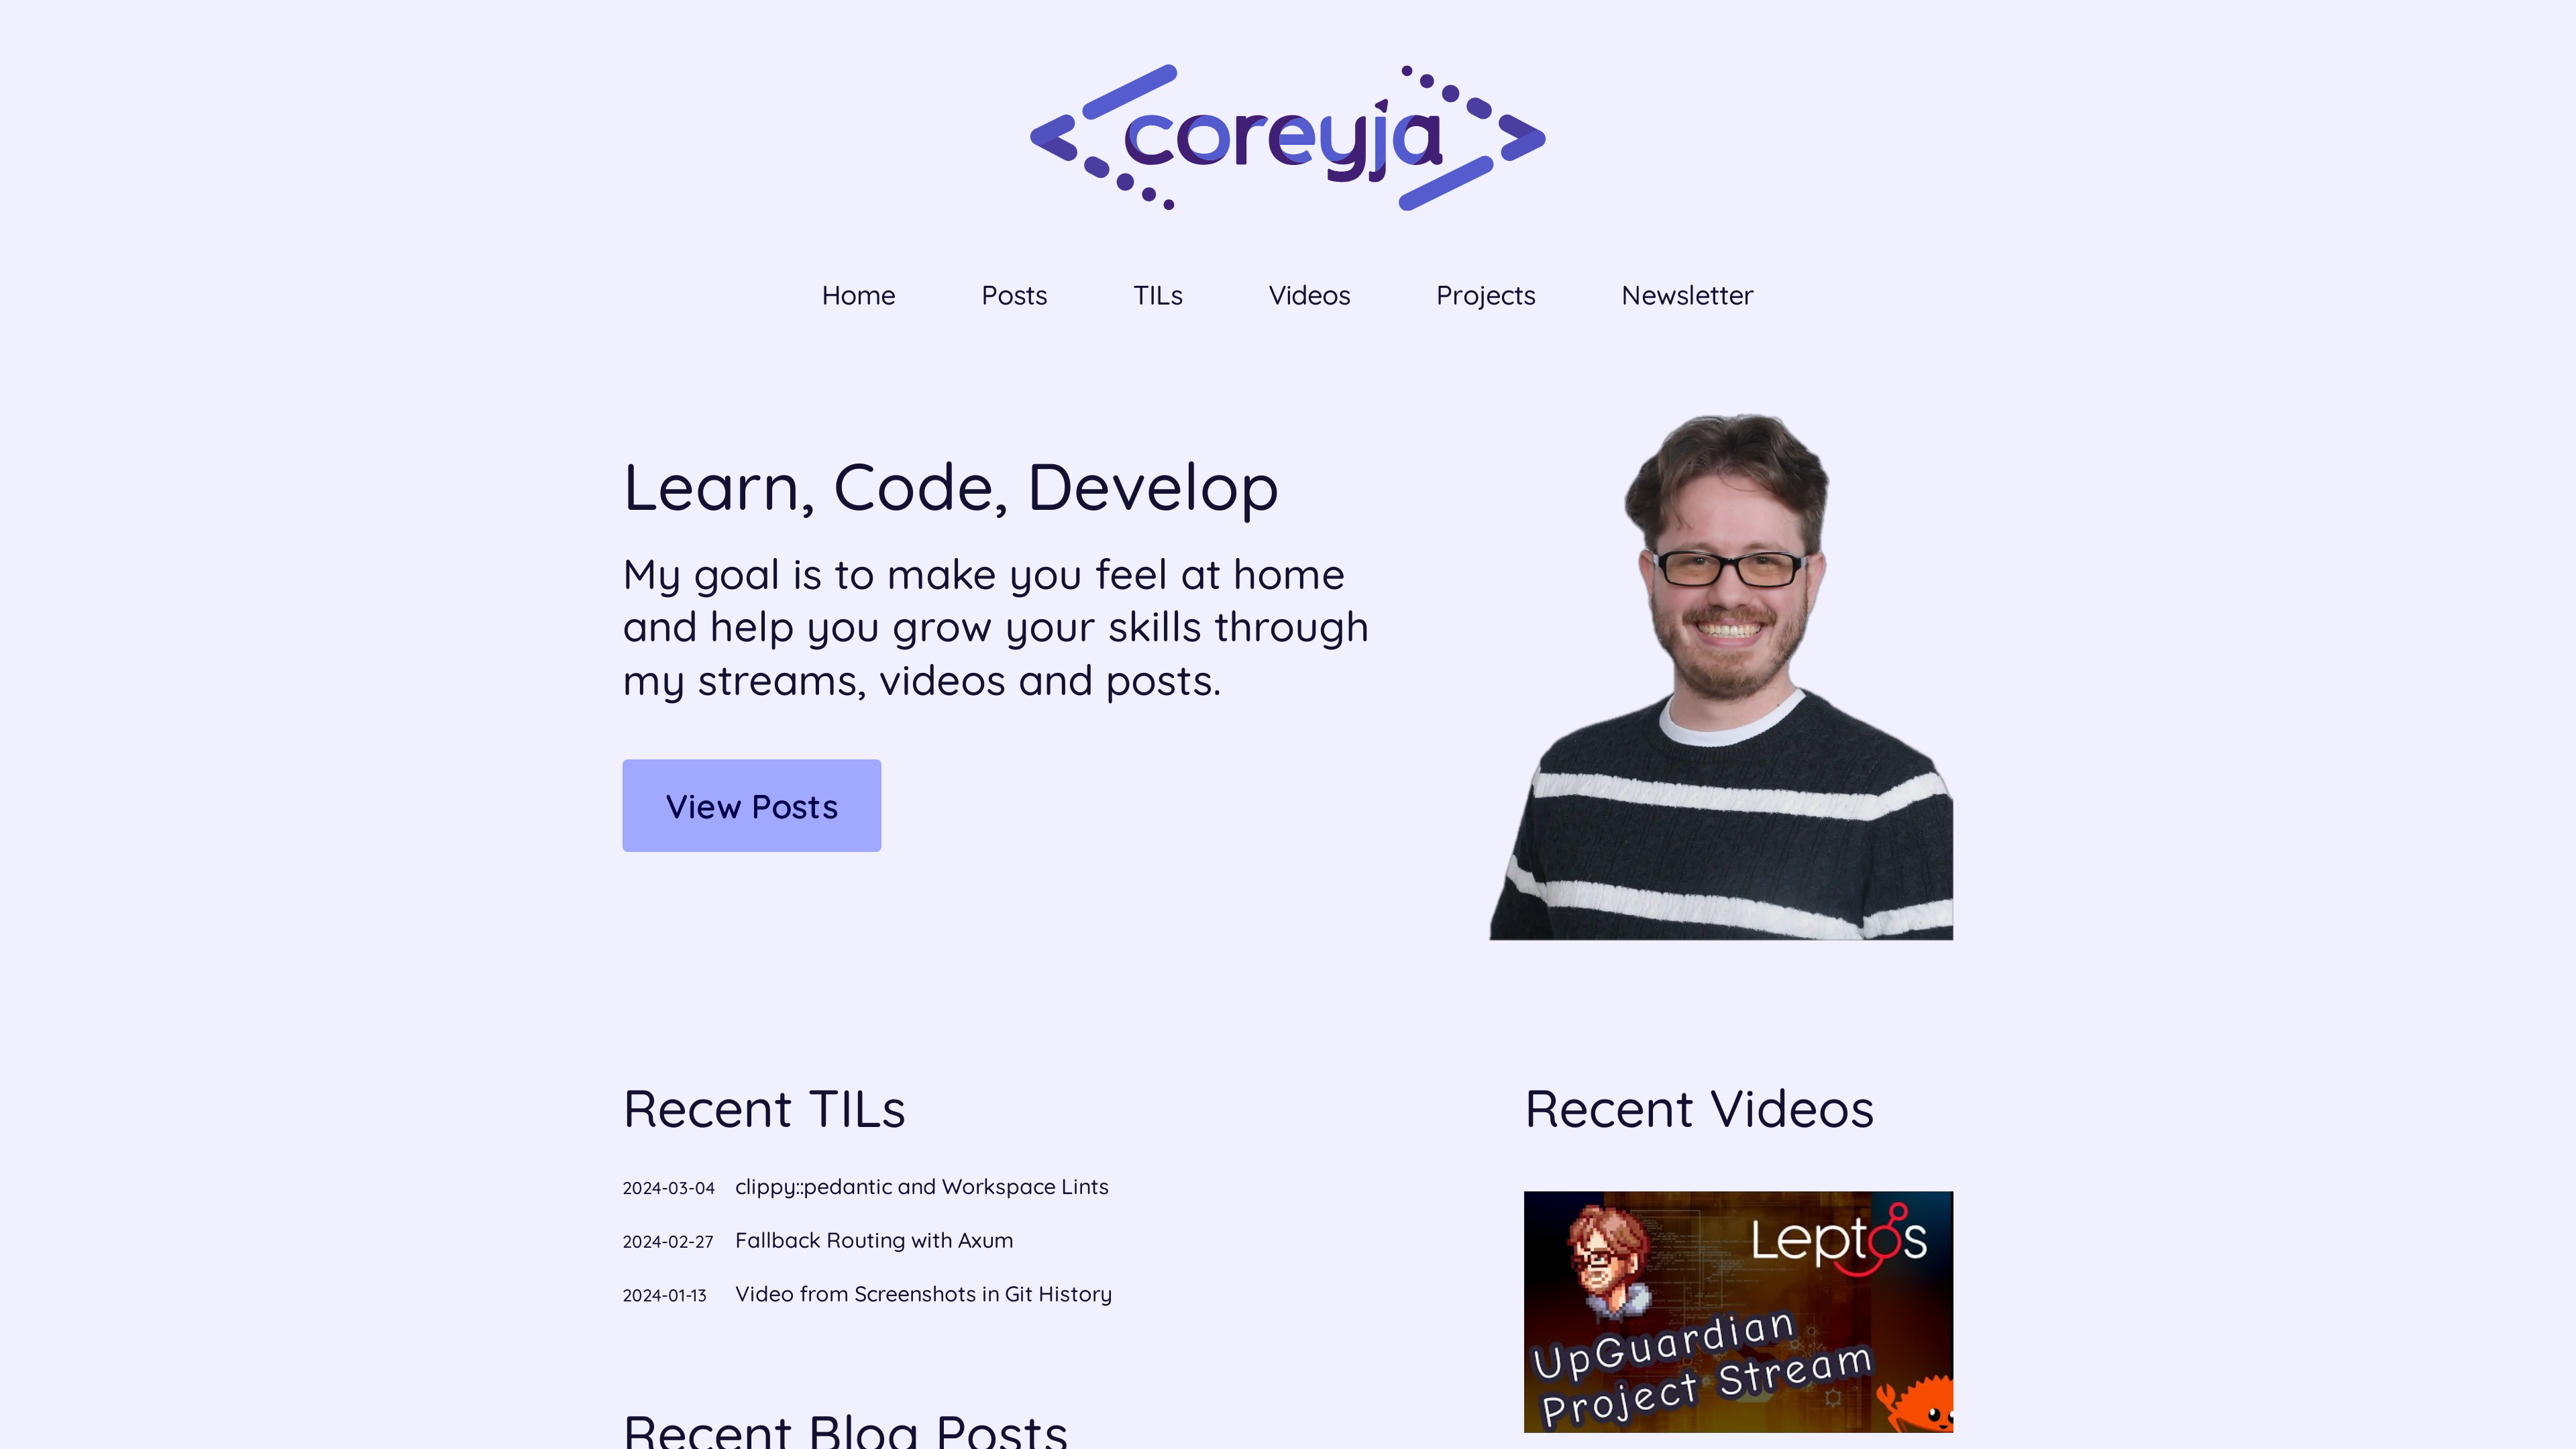 coreyja
Home Posts TILs Videos Projects Newsletter
Learn, Code, Develop
My goal is to make you feel at home
and help you grow your skills through
my streams, videos and posts.
View Posts
Recent TILs
2024-03-04 clippy::pedantic and Workspace Lints
2024-02-27 Fallback Routing with Axum
2024-01-13 Video from Screenshots in Git History
Recent Blog Posts
Recent Videos
Leptos
UpGuardian
Project Stream